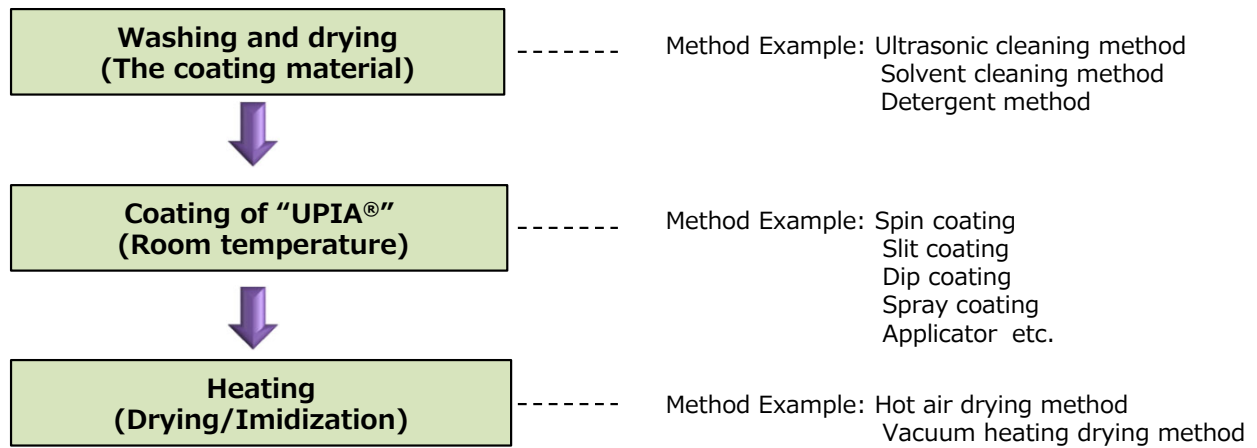 Washing and drying
(The coating material)
Method Example: Ultrasonic cleaning method
Solvent cleaning method
Detergent method
Coating of “UPIA®”
(Room temperature)
Method Example: Spin coating
Slit coating
Dip coating
Spray coating
Applicator etc.
Heating
(Drying/Imidization)
Method Example: Hot air drying method
Vacuum heating drying method